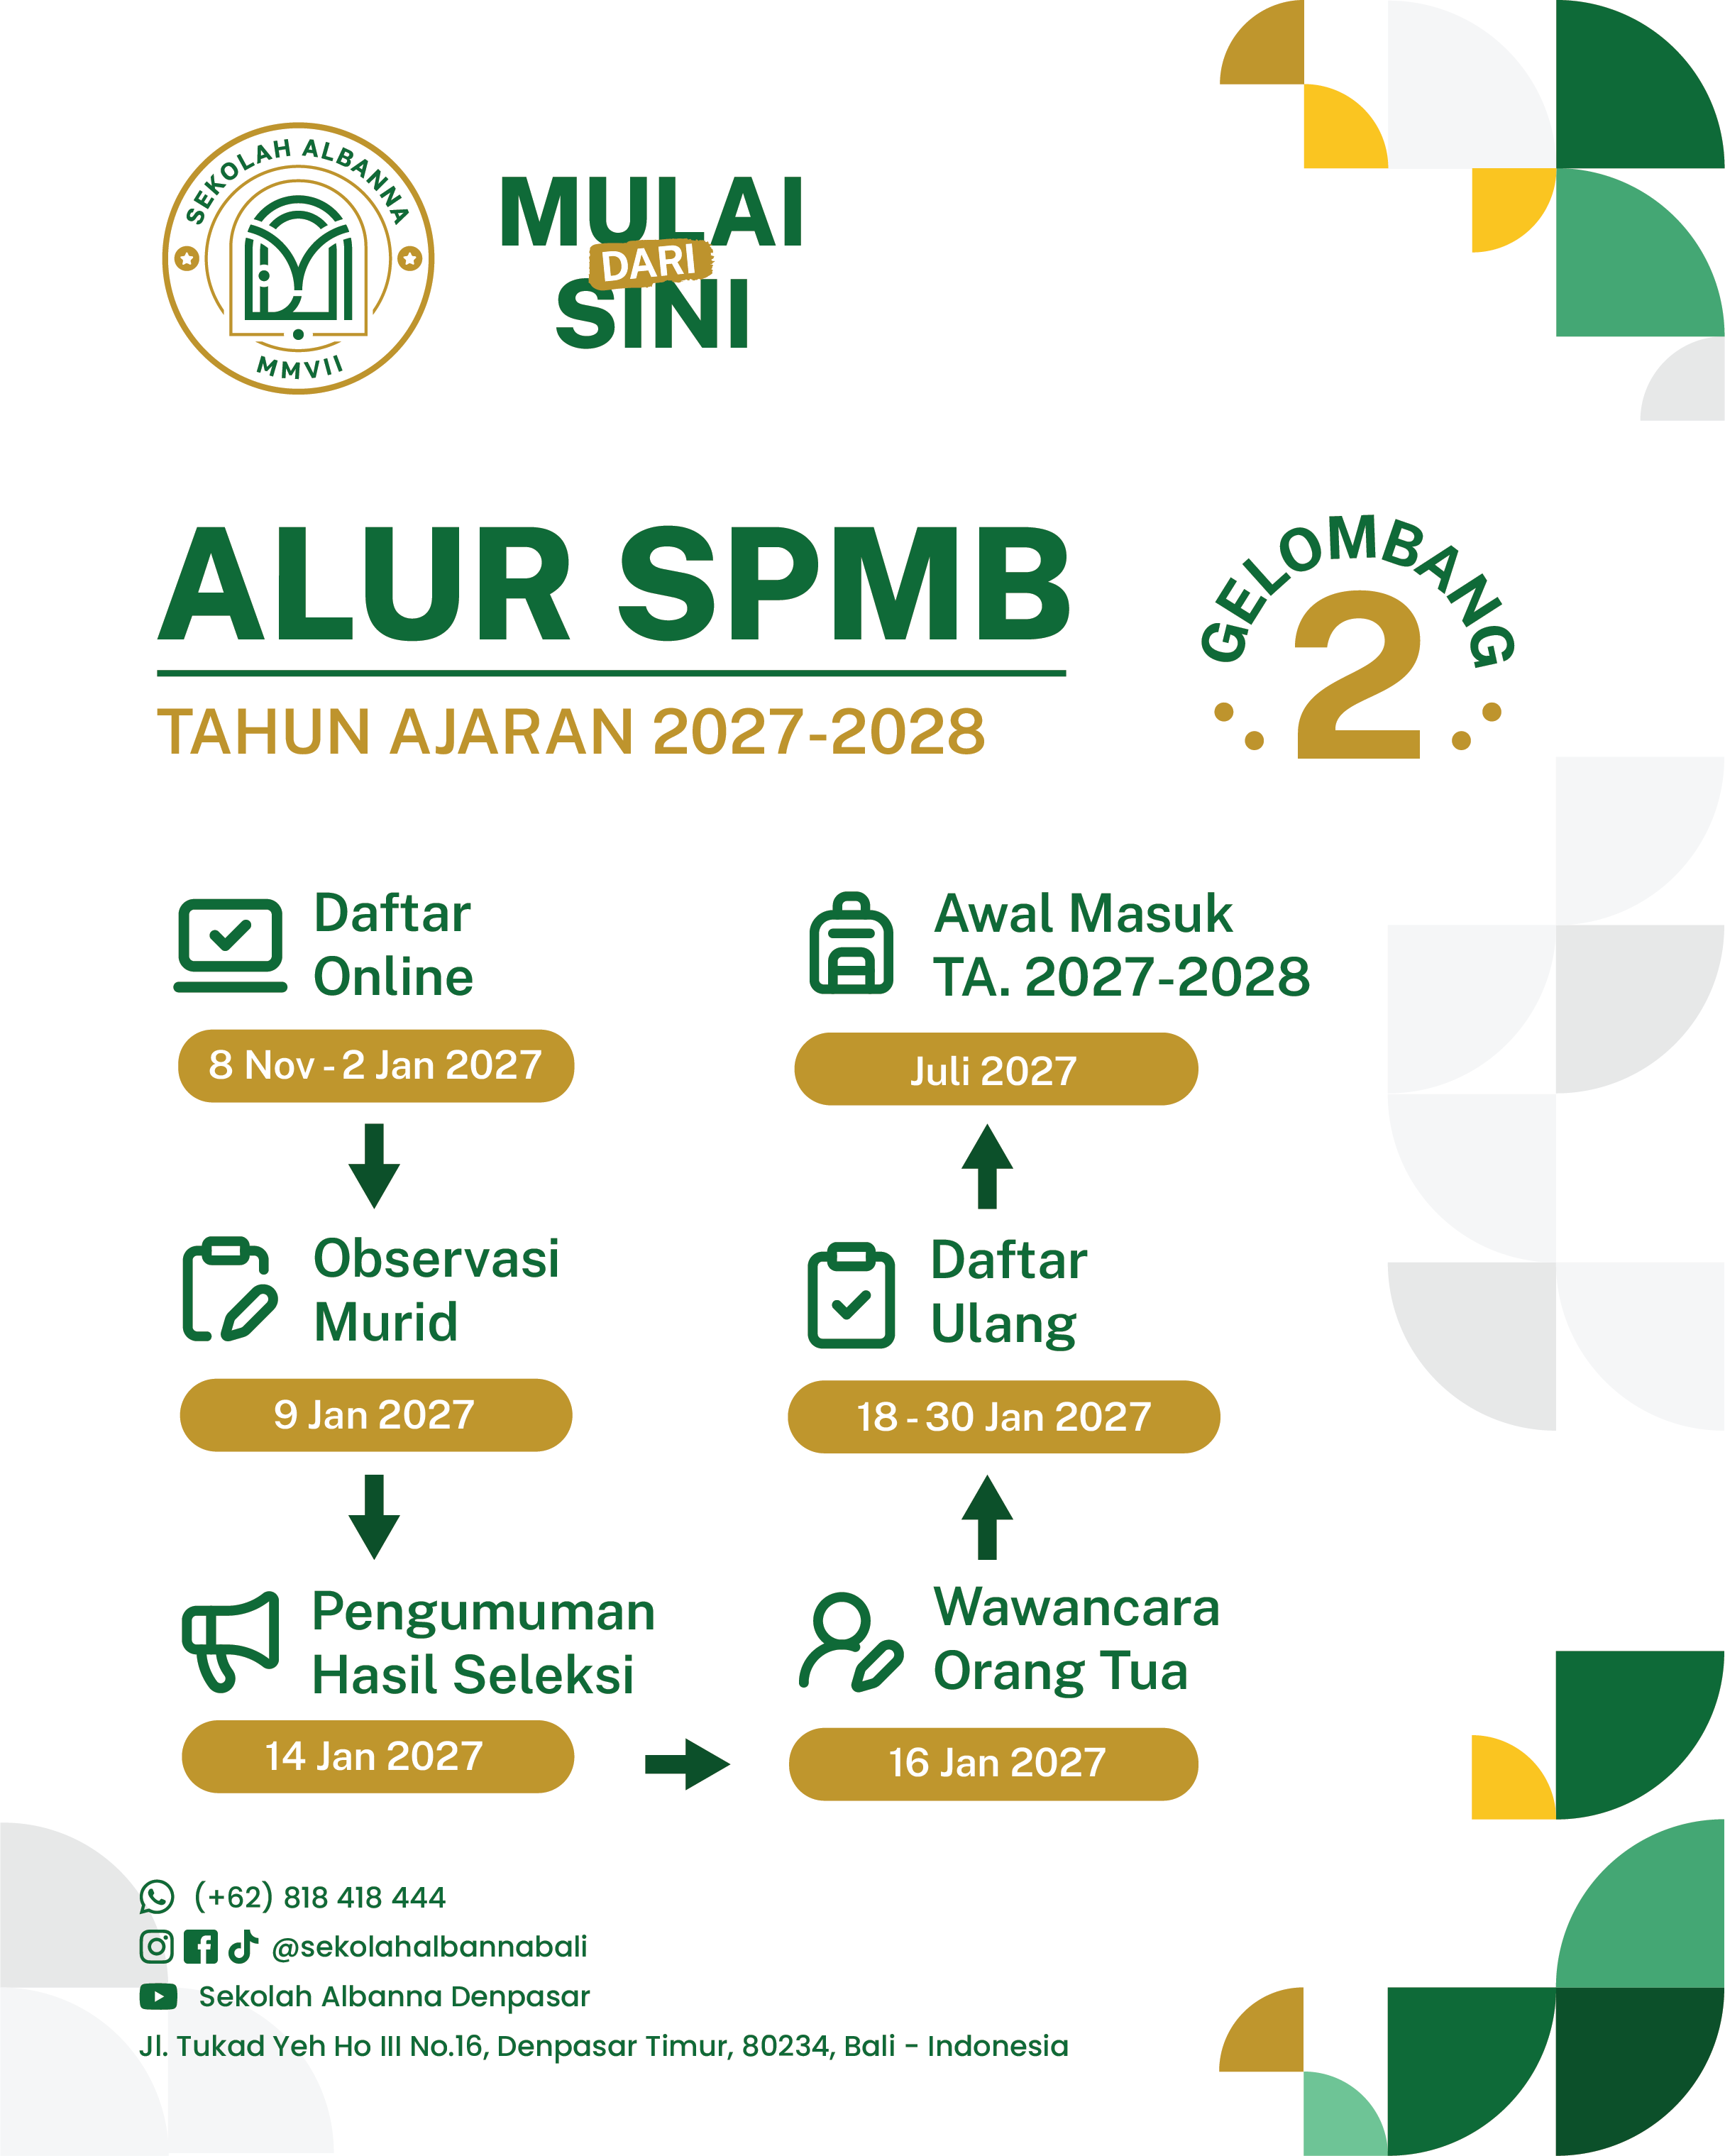 SEKOLAH ALBANNA
MMVII
MULAI
DARI
SINI
ALUR SPMB
TAHUN AJARAN 2027-2028
GELOMBANG
2
Daftar
Online
8 Nov - 2 Jan 2027
Observasi
Murid
9 Jan 2027
Pengumuman
Hasil Seleksi
14 Jan 2027
Wawancara
Orang Tua
16 Jan 2027
Daftar
Ulang
18 - 30 Jan 2027
Awal Masuk
TA. 2027-2028
Juli 2027
(+62) 818 418 444
@sekolahalbannabali
Sekolah Albanna Denpasar
Jl. Tukad Yeh Ho III No.16, Denpasar Timur, 80234, Bali - Indonesia